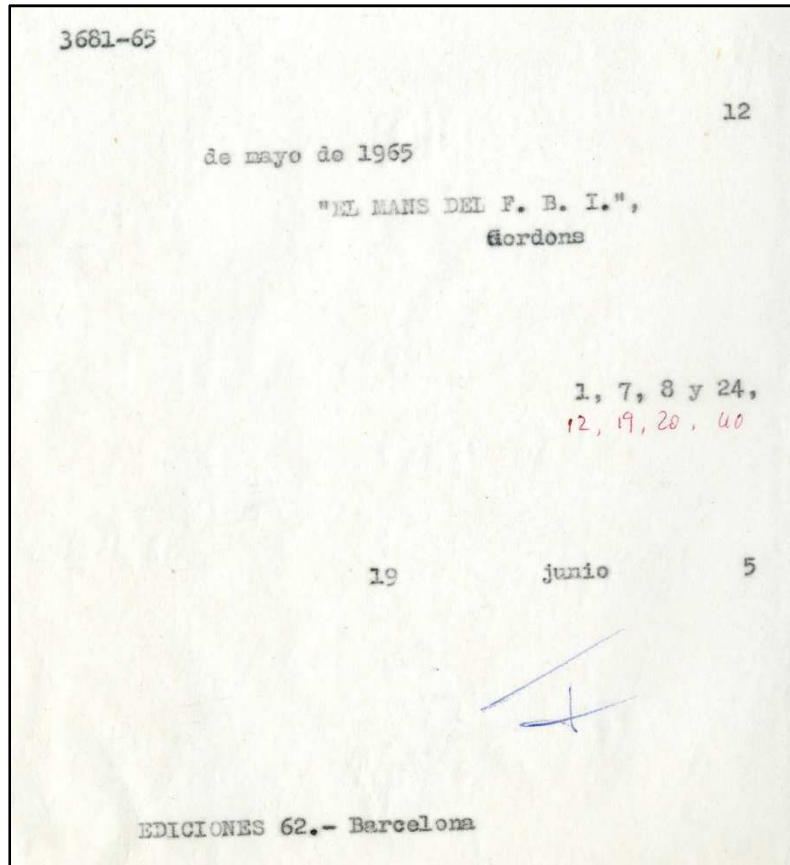 3681-65
12
de mayo de 1965
"EL MANS DEL F. B. I.",
Gordons
1, 7, 8 y 24,
12, 19, 20, 40
19 junio 5
EDICIONES 62.- Barcelona